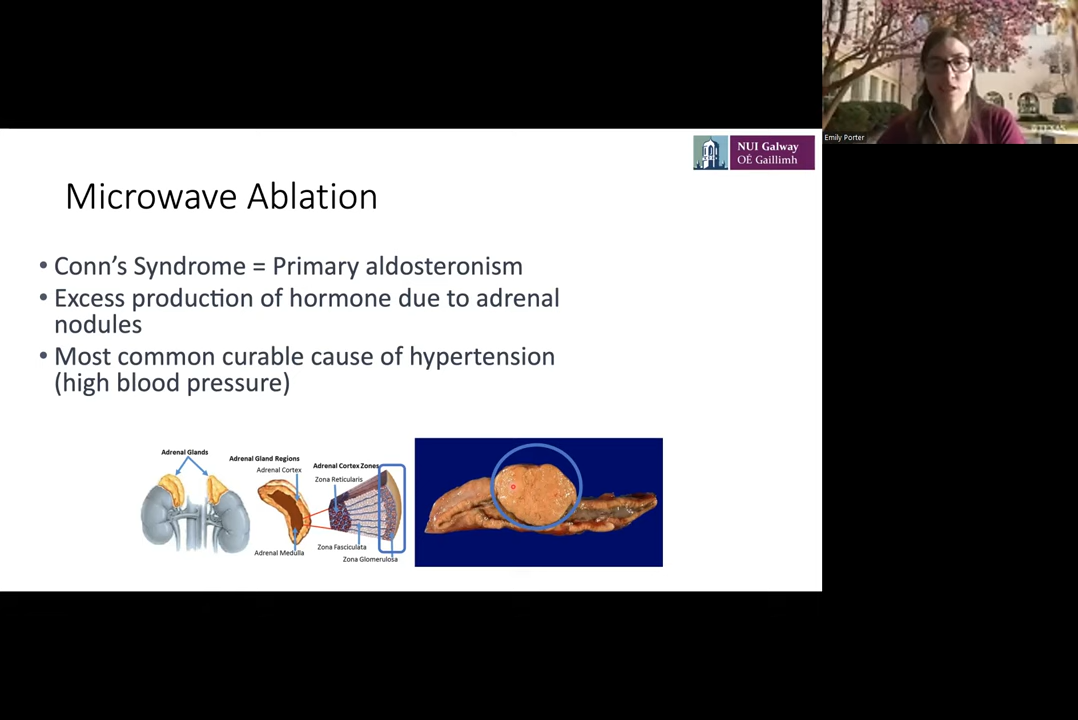 Emily Porter
NUI Galway
OÉ Gaillimh
Microwave Ablation
• Conn's Syndrome = Primary aldosteronism
• Excess production of hormone due to adrenal
nodules
• Most common curable cause of hypertension
(high blood pressure)
Adrenal Glands
Adrenal Gland Regions
Adrenal Cortex
Adrenal Cortex Zones
Zona Reticularis
Adrenal Medulla
Zona Fasciculata
Zona Glomerulosa